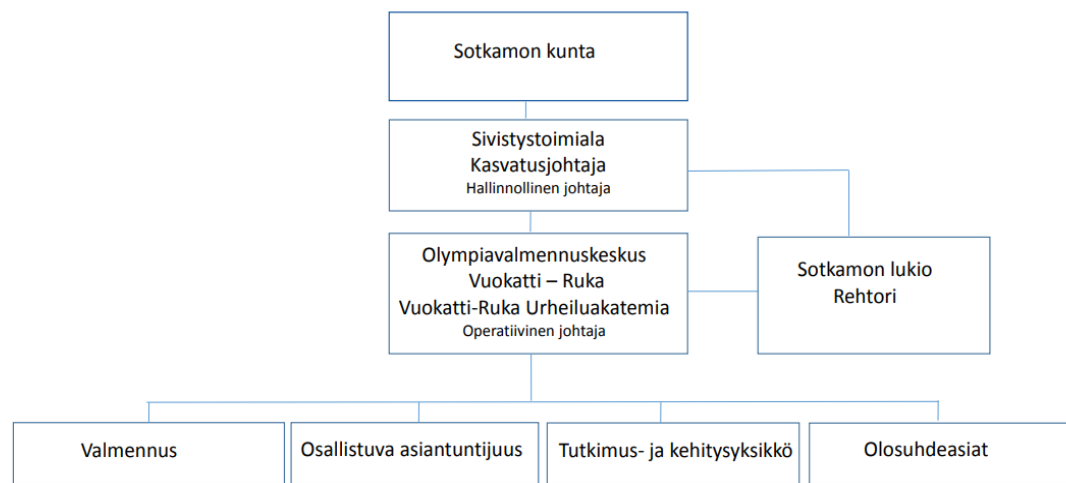 Sotkamon kunta
Sivistystoimiala
Kasvatusjohtaja
Hallinnollinen johtaja
Olympiavalmennuskeskus
Vuokatti – Ruka
Vuokatti-Ruka Urheiluakatemia
Operatiivinen johtaja
Sotkamon lukio
Rehtori
Valmennus
Osallistuva asiantuntijuus
Tutkimus- ja kehitysyksikkö
Olosuhdeasiat